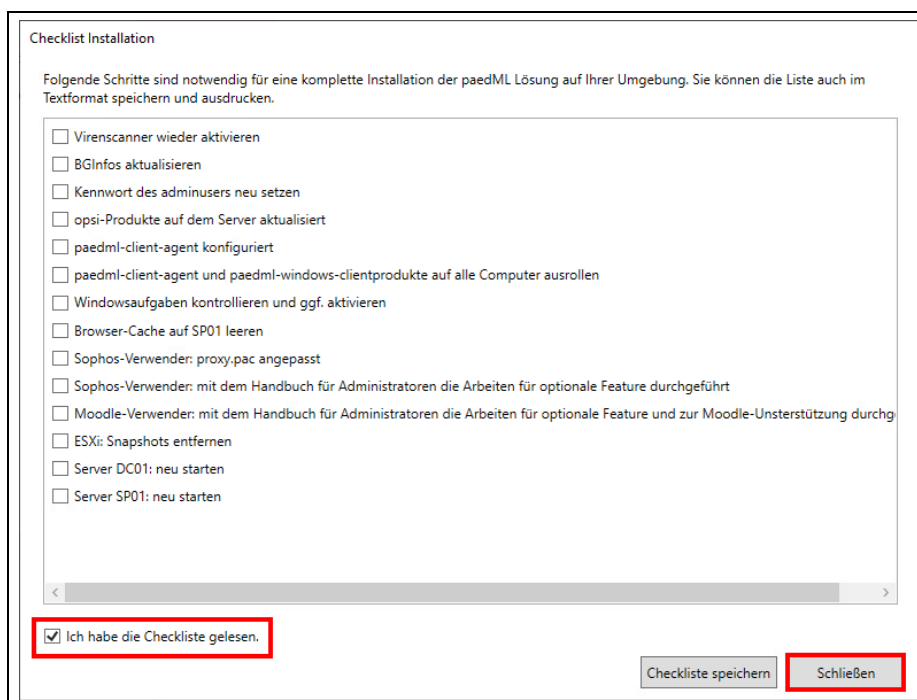 Checklist Installation
Folgende Schritte sind notwendig für eine komplette Installation der paedML Lösung auf Ihrer Umgebung. Sie können die Liste auch im
Textformat speichern und ausdrucken.
Virenscanner wieder aktivieren
BGInfos aktualisieren
Kennwort des adminusers neu setzen
opsi-Produkte auf dem Server aktualisiert
paedml-client-agent konfiguriert
paedml-client-agent und paedml-windows-clientprodukte auf alle Computer ausrollen
Windowsaufgaben kontrollieren und ggf. aktivieren
Browser-Cache auf SP01 leeren
Sophos-Verwender: proxy.pac angepasst
Sophos-Verwender: mit dem Handbuch für Administratoren die Arbeiten für optionale Feature durchgeführt
Moodle-Verwender: mit dem Handbuch für Administratoren die Arbeiten für optionale Feature und zur Moodle-Unsterstützung durchg
ESXi: Snapshots entfernen
Server DC01: neu starten
Server SP01: neu starten
Ich habe die Checkliste gelesen.
Checkliste speichern Schließen